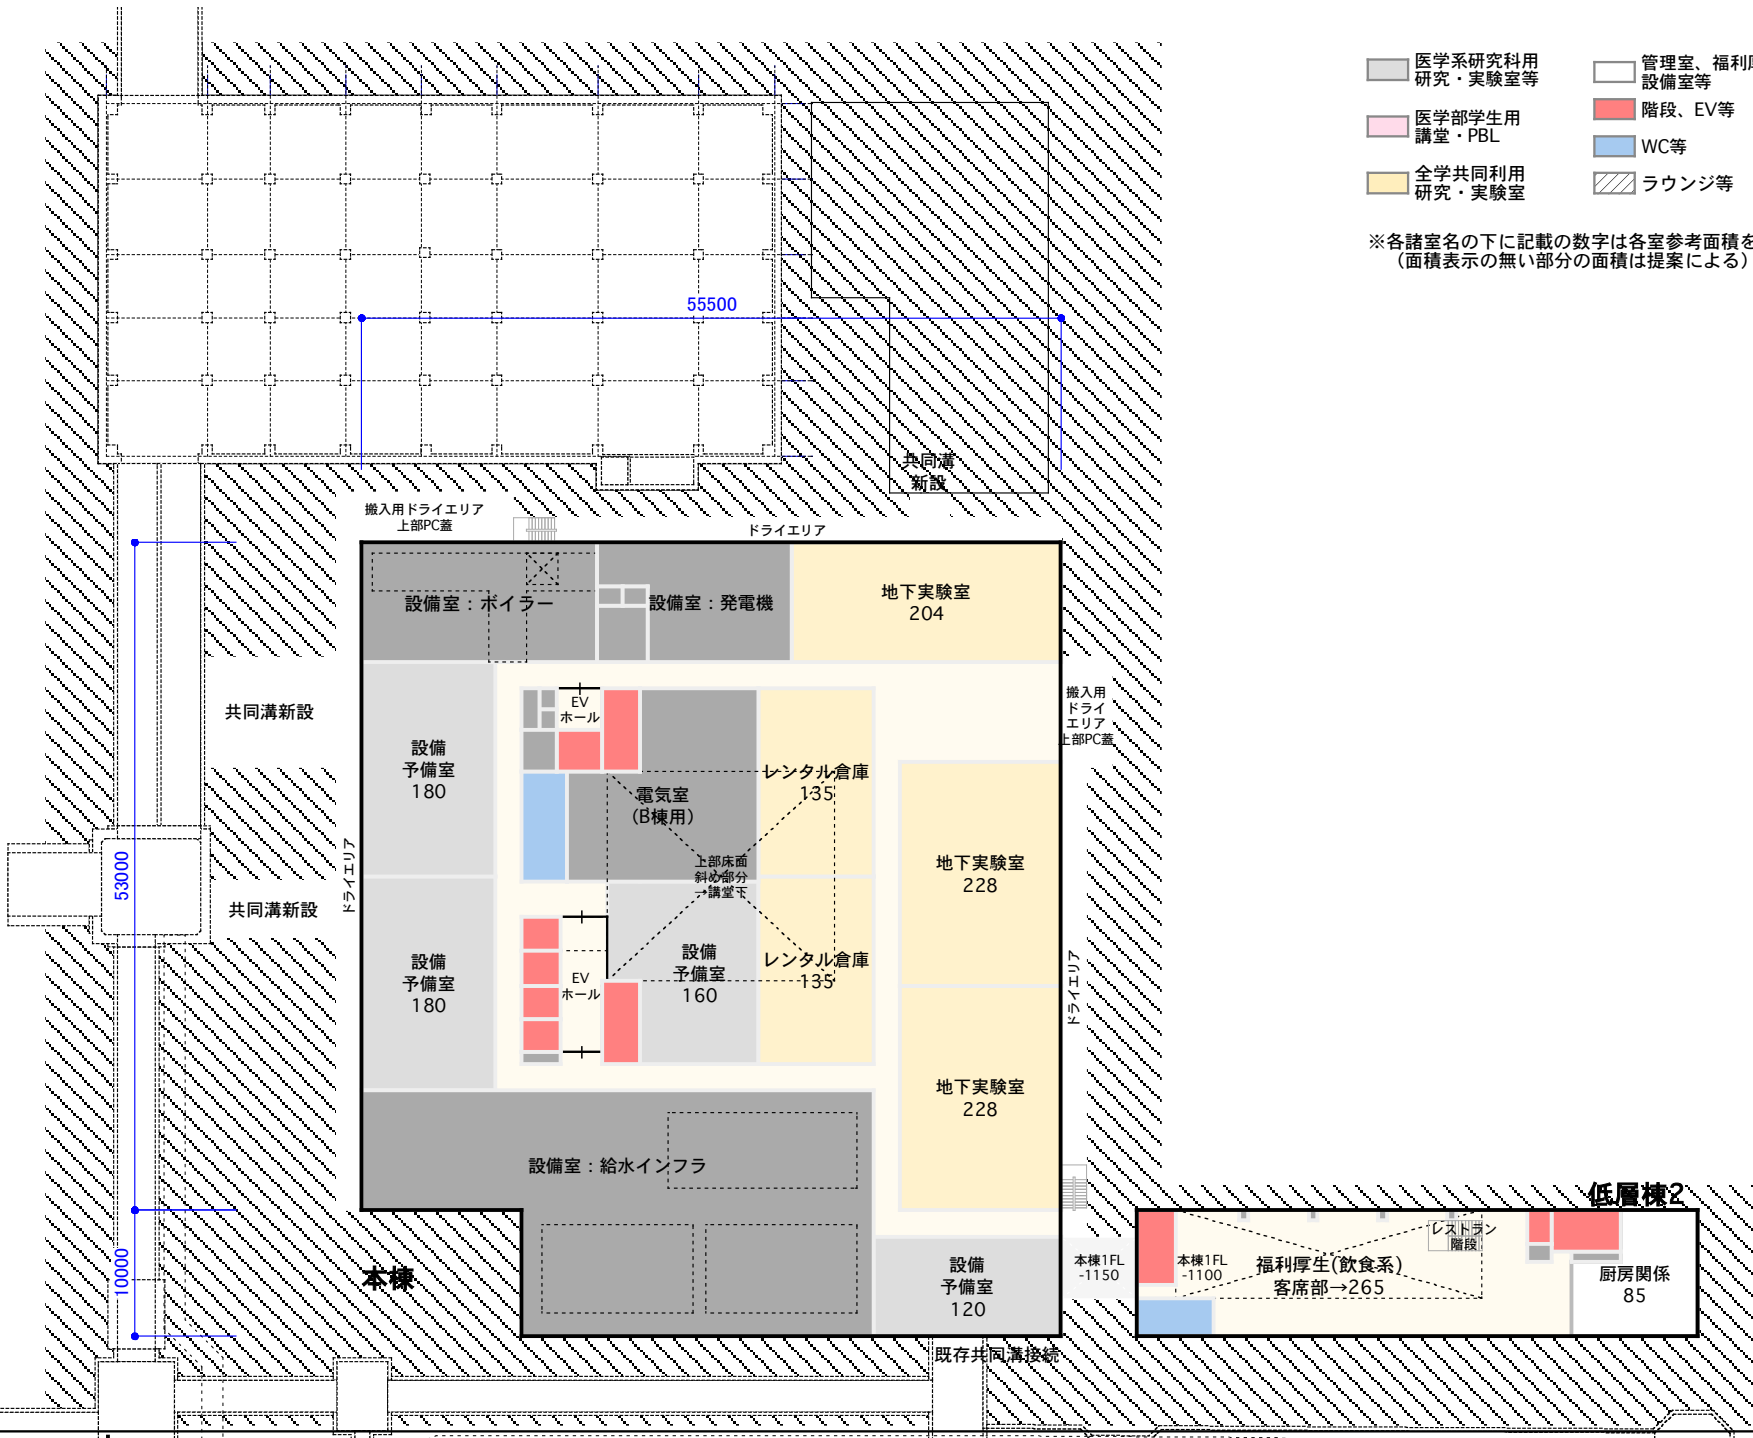 医学系研究科用
研究・実験室等
医学部学生用
講堂・PBL
全学共同利用
研究・実験室
管理室、福利
設備室等
階段、EV等
WC等
ラウンジ等
※各諸室名の下に記載の数字は各室参考面積を
（面積表示の無い部分の面積は提案による）
55500
共同溝
新設
搬入用ドライエリア
上部PC蓋
ドライエリア
設備室：ボイラー
設備室：発電機
地下実験室
204
共同溝新設
搬入用
ドライ
エリア
上部PC蓋
EV
ホール
設備
予備室
180
レンタル倉庫
135
電気室
（B棟用）
53000
ドライエリア
上部床面
斜め部分
→講堂下
地下実験室
228
共同溝新設
設備
予備室
180
EV
ホール
設備
予備室
160
レンタル倉庫
135
ドライエリア
地下実験室
228
設備室：給水インフラ
10000
本棟
設備
予備室
120
本棟1FL
-1150
本棟1FL
-1100
低層棟2
レストラン
階段
福利厚生(飲食系)
客席部→265
厨房関係
85
既存共同溝接続